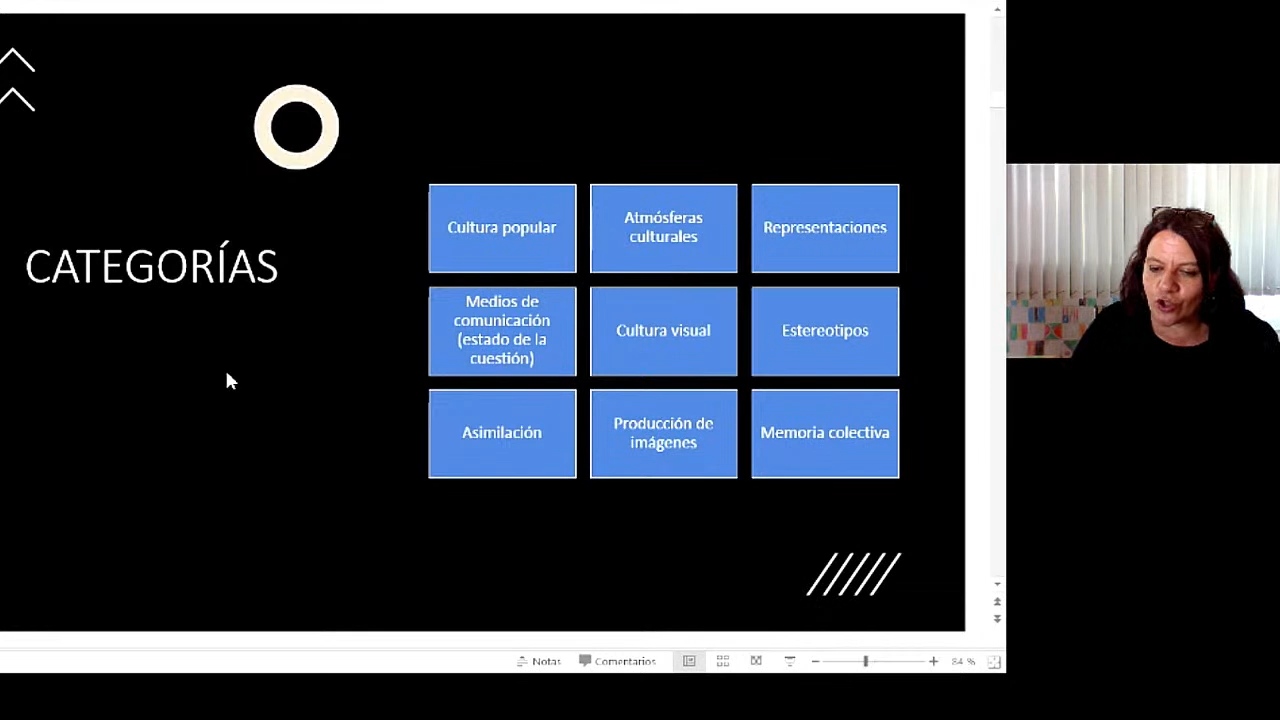 CATEGORÍAS
Cultura popular
Atmósferas
culturales
Representaciones
Medios de
comunicación
(estado de la
cuestión)
Cultura visual
Estereotipos
Asimilación
Producción de
imágenes
Memoria colectiva
Notas
Comentarios
84 %